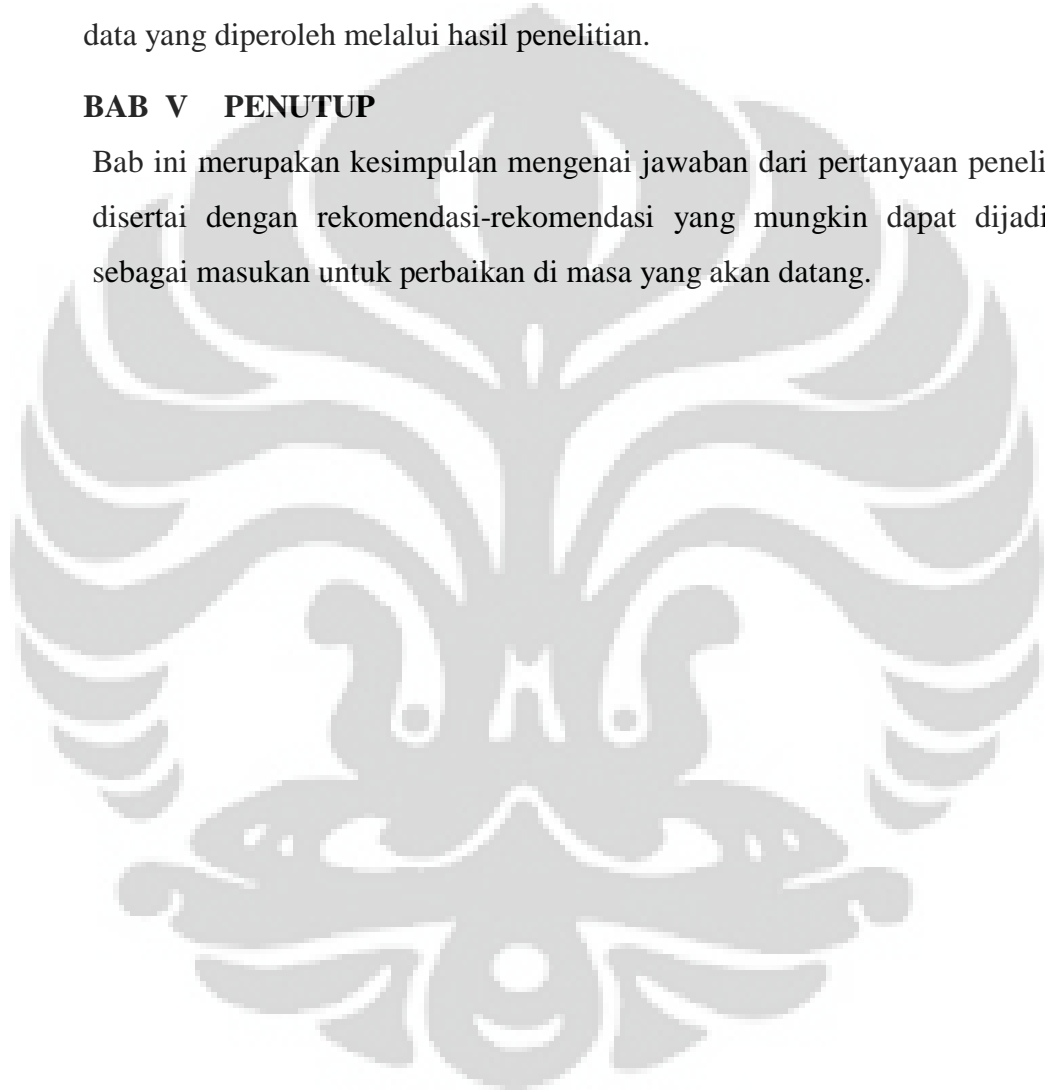 data yang diperoleh melalui hasil penelitian.
BAB V PENUTUP
Bab ini merupakan kesimpulan mengenai jawaban dari pertanyaan peneli
disertai dengan rekomendasi-rekomendasi yang mungkin dapat dijadi
sebagai masukan untuk perbaikan di masa yang akan datang.